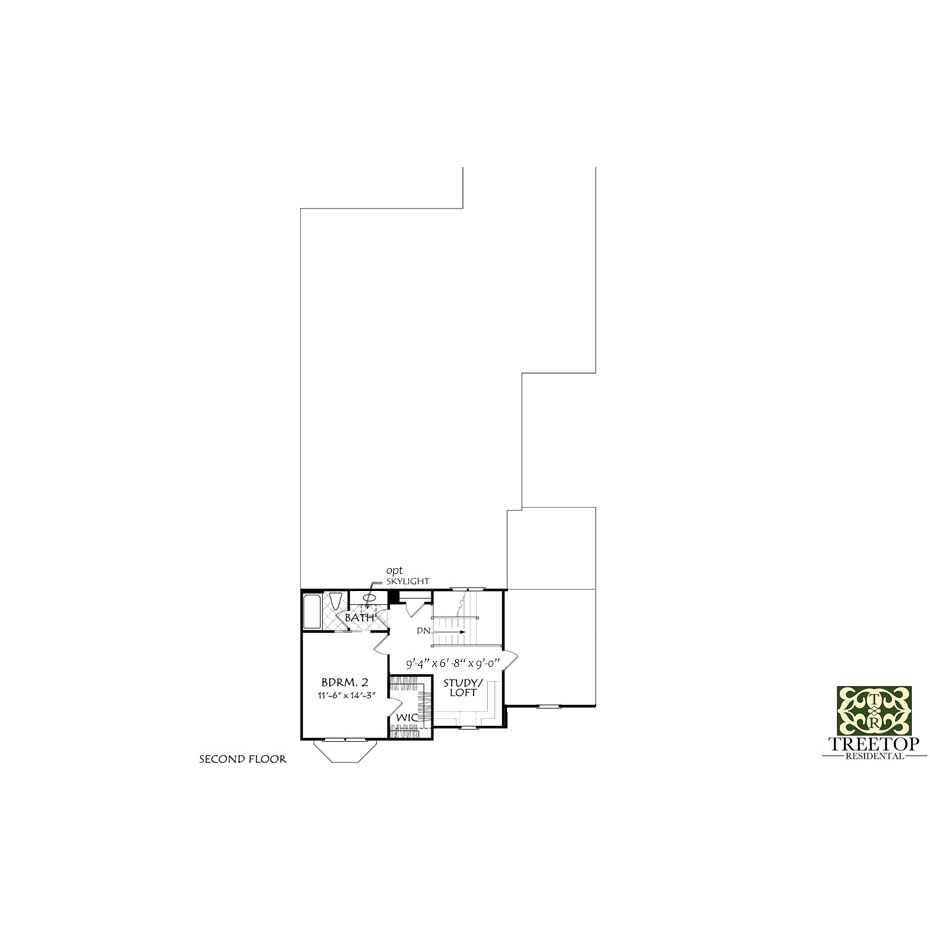 opt
SKYLIGHT
BATH
DN.
9'-4" x 6'-8" x 9'-0"
BDRM. 2
11'-6" x 14'-3"
STUDY/
LOFT
WIC
SECOND FLOOR
T
&
R
TREETOP
RESIDENTAL